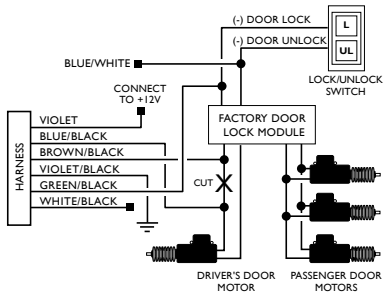 (-) DOOR LOCK
L
(-) DOOR UNLOCK
UL
BLUE/WHITE
LOCK/UNLOCK
SWITCH
CONNECT
TO +12V
FACTORY DOOR
LOCK MODULE
HARNESS
VIOLET
BLUE/BLACK
BROWN/BLACK
VIOLET/BLACK
GREEN/BLACK
WHITE/BLACK
CUT
DRIVER'S DOOR
MOTOR
PASSENGER DOOR
MOTORS